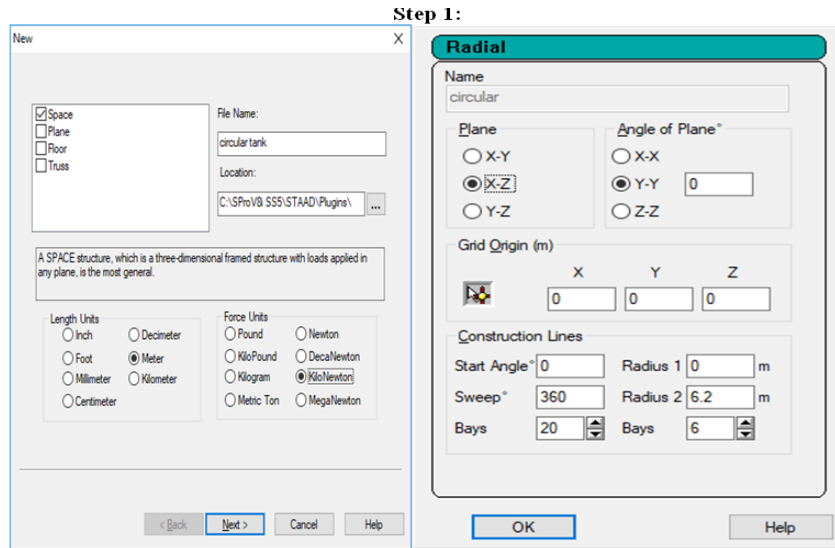 Step 1:
New
X
Space
Plane
Floor
Truss
File Name:
circular tank
Location:
C:\SProV8i SS5\STAAD\Plugins\
...
A SPACE structure, which is a three-dimensional framed structure with loads applied in
any plane, is the most general.
Length Units
Inch Decimeter
Foot Meter
Millimeter Kilometer
Centimeter
Force Units
Pound Newton
KiloPound DecaNewton
Kilogram KiloNewton
Metric Ton MegaNewton
< Back Next > Cancel Help
Radial
Name
circular
Plane
X-Y
X-Z
Y-Z
Angle of Plane°
X-X
Y-Y 0
Z-Z
Grid Origin (m)
X Y Z
0 0 0
Construction Lines
Start Angle° 0 Radius 1 0 m
Sweep° 360 Radius 2 6.2 m
Bays 20 Bays 6
OK Help